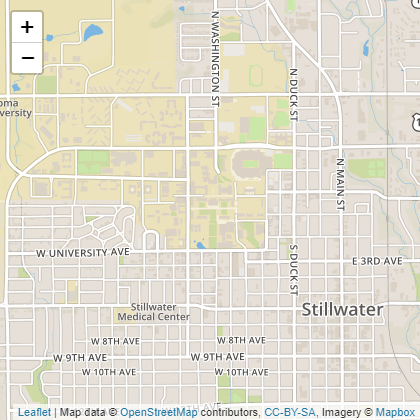 +
−
N WASHINGTON ST
N DUCK ST
N MAIN ST
W UNIVERSITY AVE
S DUCK ST
E 3RD AVE
Stillwater
Stillwater
Medical Center
W 8TH AVE
W 8TH AVE
W 9TH AVE
W 9TH AVE
W 10TH AVE
W 10TH AVE
Leaflet | Map data © OpenStreetMap contributors, CC-BY-SA, Imagery © Mapbox